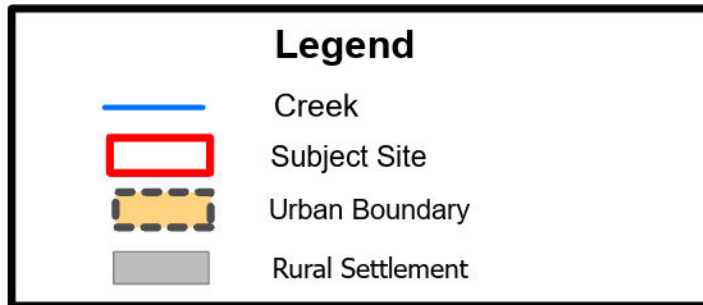 Legend
Creek
Subject Site
Urban Boundary
Rural Settlement